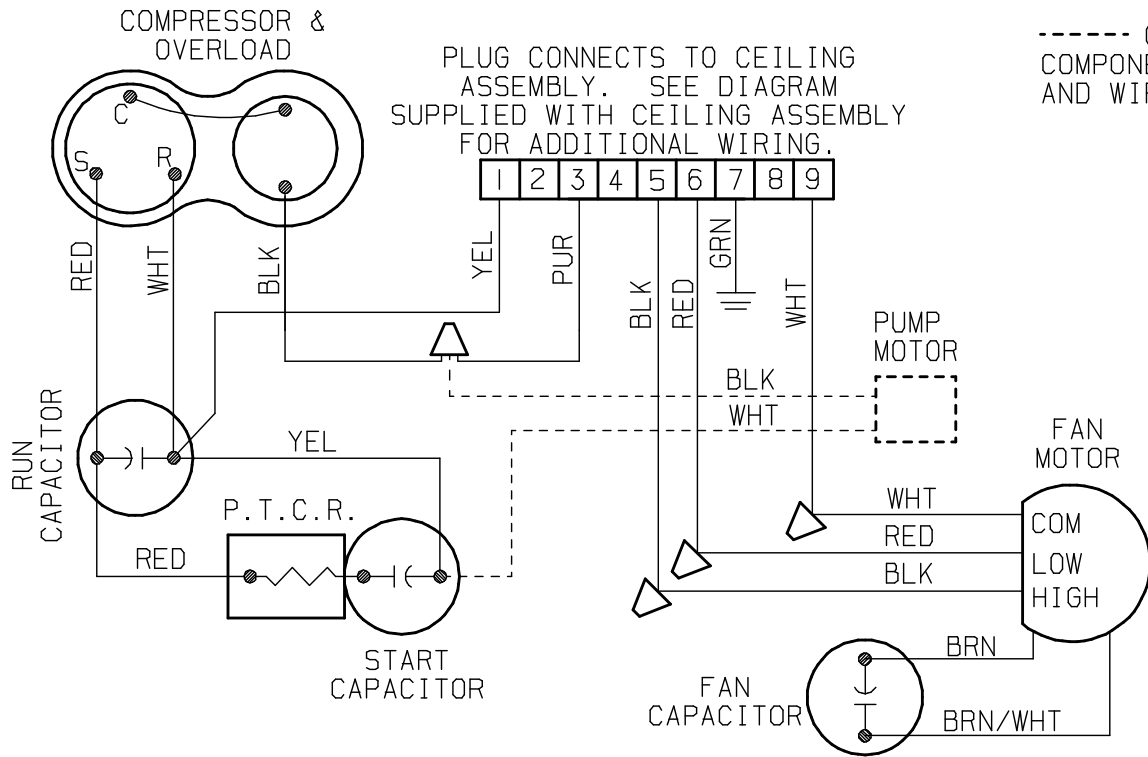 COMPRESSOR &
OVERLOAD
PLUG CONNECTS TO CEILING
ASSEMBLY. SEE DIAGRAM
SUPPLIED WITH CEILING ASSEMBLY
FOR ADDITIONAL WIRING.
C
S
R
1 2 3 4 5 6 7 8 9
RED
WHT
BLK
YEL
PUR
BLK
RED
GRN
WHT
PUMP
MOTOR
BLK
WHT
RUN
CAPACITOR
YEL
FAN
MOTOR
P.T.C.R.
RED
WHT
RED
BLK
COM
LOW
HIGH
START
CAPACITOR
BRN
FAN
CAPACITOR
BRN/WHT